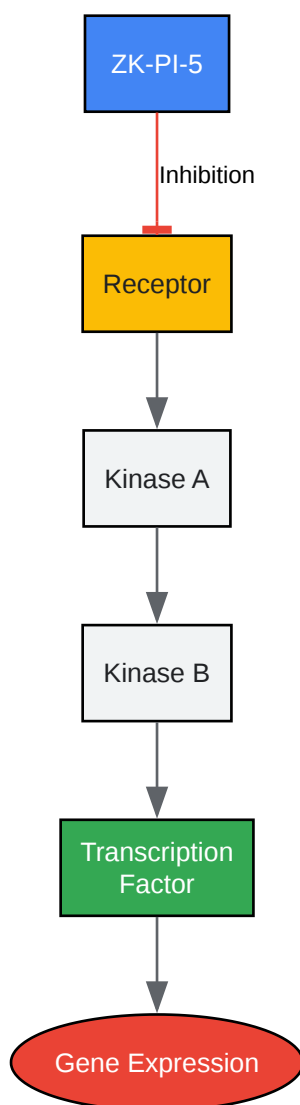 ZK-PI-5
Inhibition
Receptor
Kinase A
Kinase B
Transcription
Factor
Gene Expression